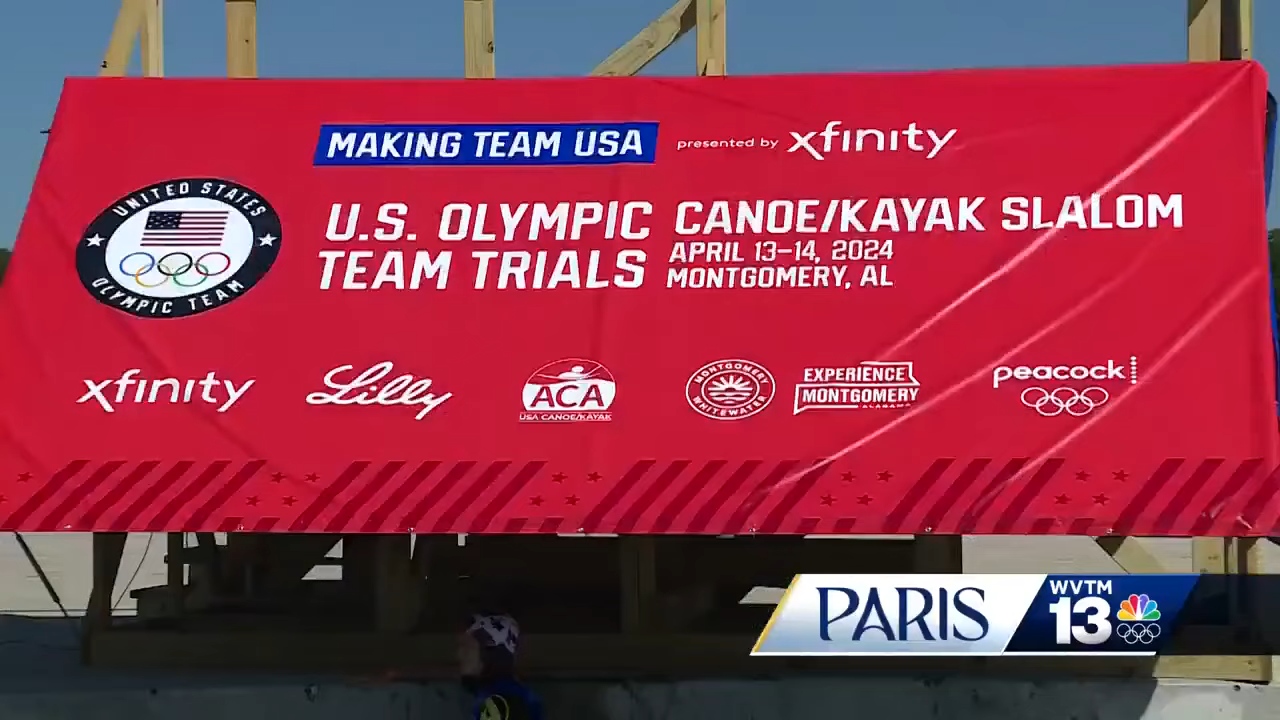 MAKING TEAM USA
presented by xfinity
UNITED STATES
OLYMPIC TEAM
U.S. OLYMPIC
TEAM TRIALS
CANOE/KAYAK SLALOM
APRIL 13–14, 2024
MONTGOMERY, AL
xfinity
Lilly
ACA
USA CANOE/KAYAK
MONTGOMERY
WHITEWATER
EXPERIENCE
MONTGOMERY
ALABAMA
peacock
PARIS
WVTM
13